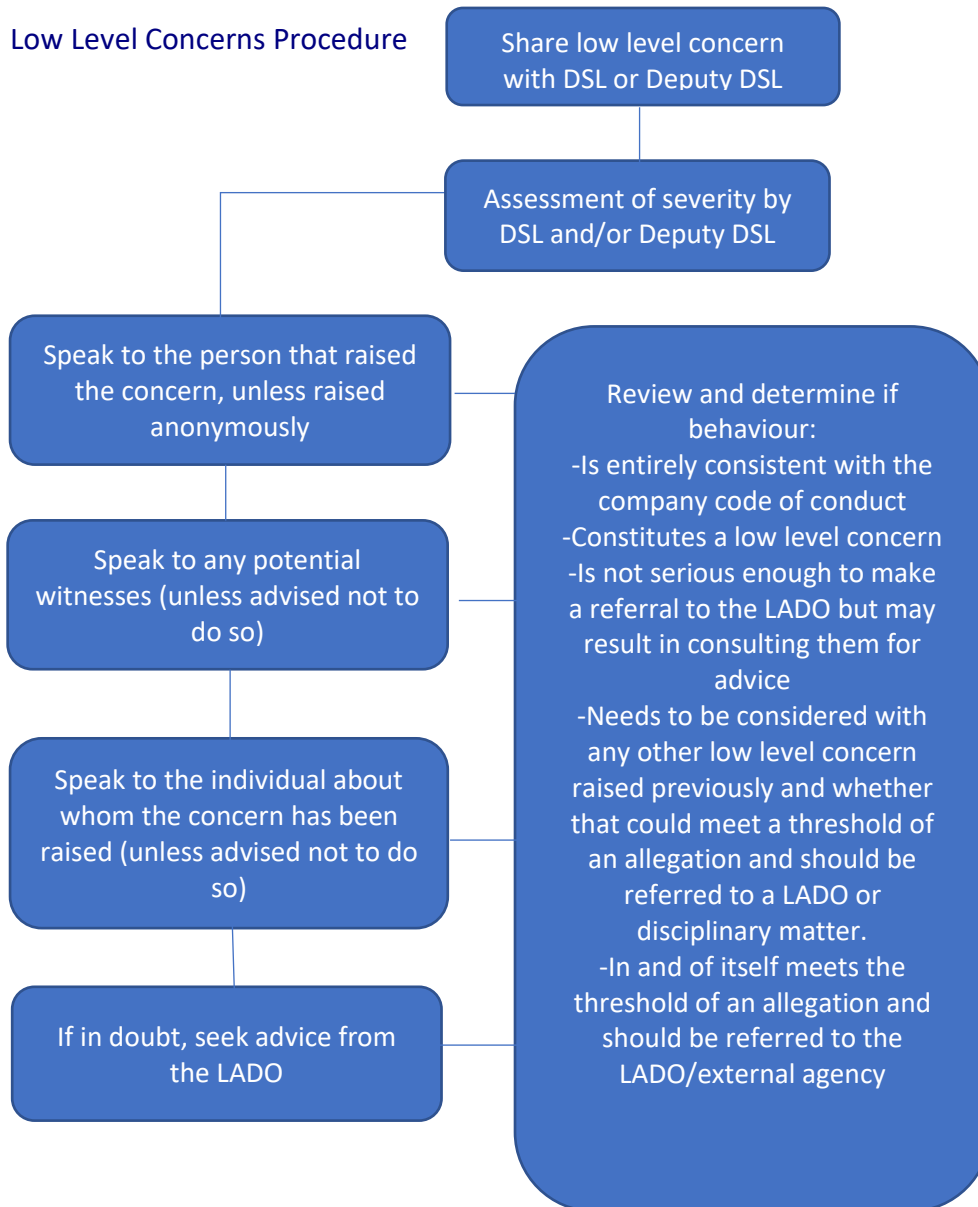 Low Level Concerns Procedure
Share low level concern
with DSL or Deputy DSL
Assessment of severity by
DSL and/or Deputy DSL
Speak to the person that raised
the concern, unless raised
anonymously
Speak to any potential
witnesses (unless advised not to
do so)
Speak to the individual about
whom the concern has been
raised (unless advised not to do
so)
If in doubt, seek advice from
the LADO
Review and determine if
behaviour:
-Is entirely consistent with the
company code of conduct
-Constitutes a low level concern
-Is not serious enough to make
a referral to the LADO but may
result in consulting them for
advice
-Needs to be considered with
any other low level concern
raised previously and whether
that could meet a threshold of
an allegation and should be
referred to a LADO or
disciplinary matter.
-In and of itself meets the
threshold of an allegation and
should be referred to the
LADO/external agency